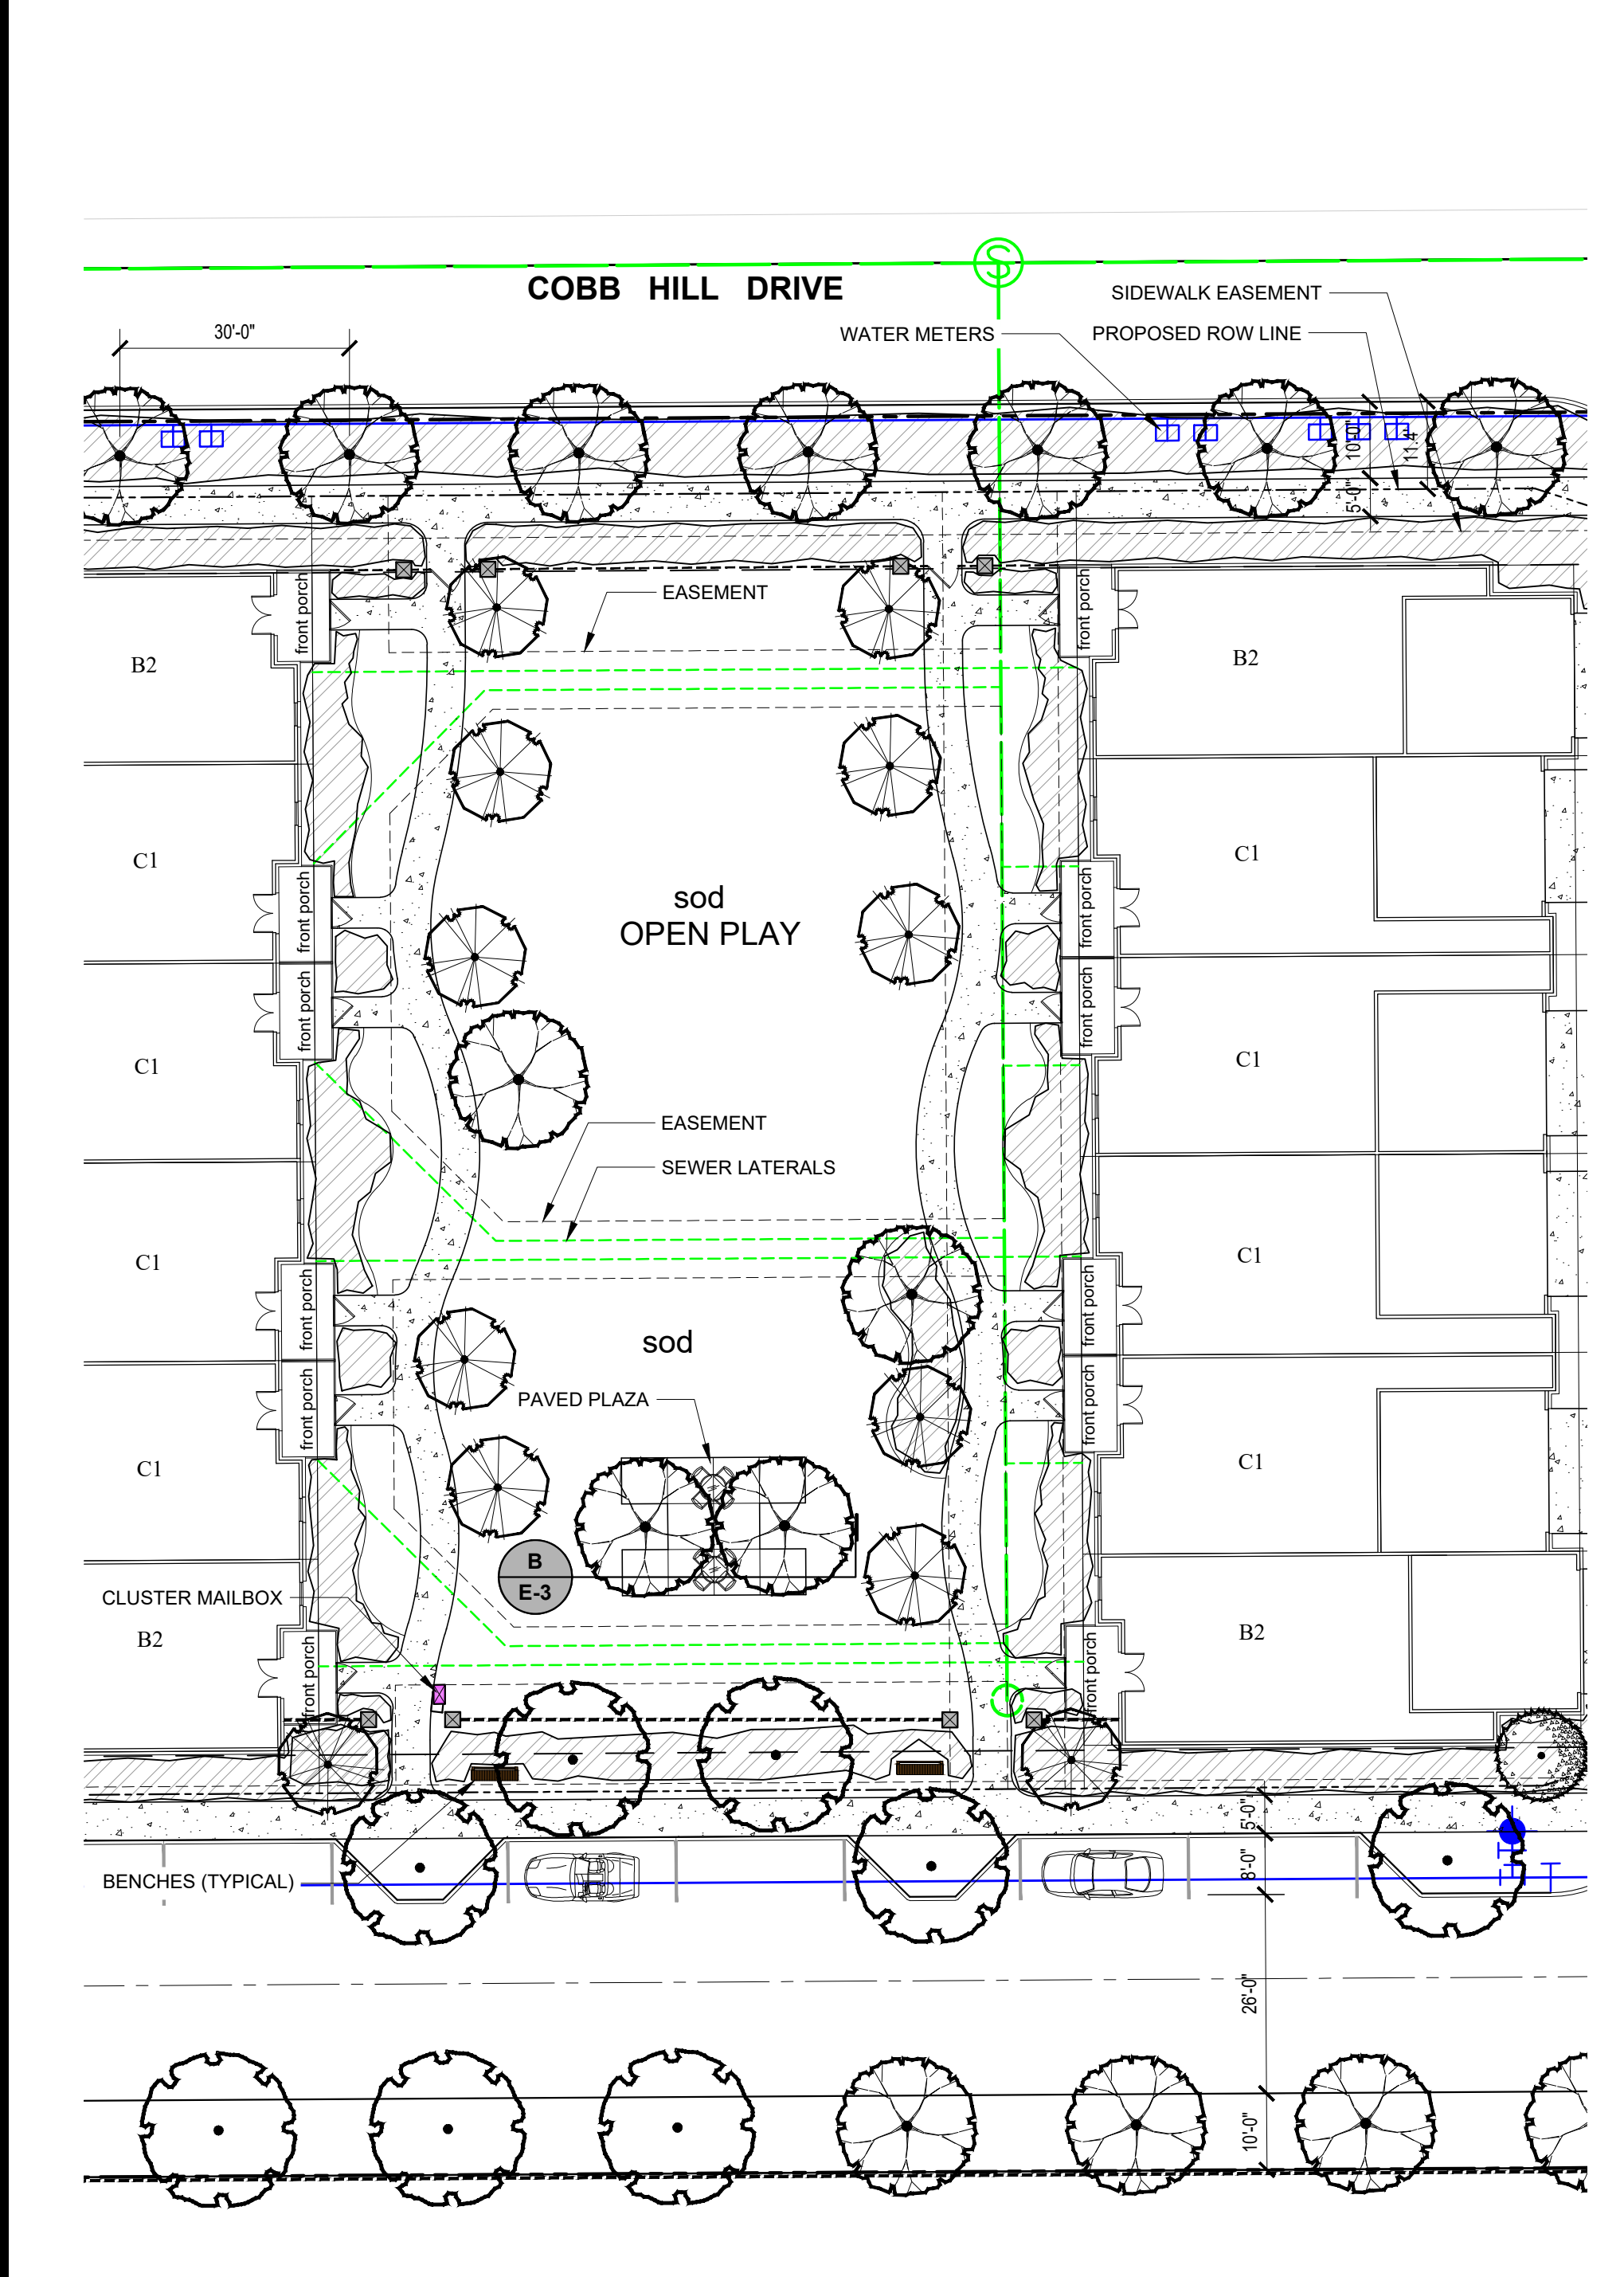 COBB HILL DRIVE
SIDEWALK EASEMENT
30'-0"
WATER METERS
PROPOSED ROW LINE
10'-0"
11.4'
5'-0"
front porch
front porch
EASEMENT
B2
B2
C1
C1
sod
OPEN PLAY
front porch
front porch
front porch
front porch
C1
C1
EASEMENT
SEWER LATERALS
C1
C1
front porch
front porch
sod
PAVED PLAZA
front porch
front porch
C1
C1
B
E-3
CLUSTER MAILBOX
B2
B2
front porch
front porch
5'-0"
8'-0"
BENCHES (TYPICAL)
26'-0"
10'-0"